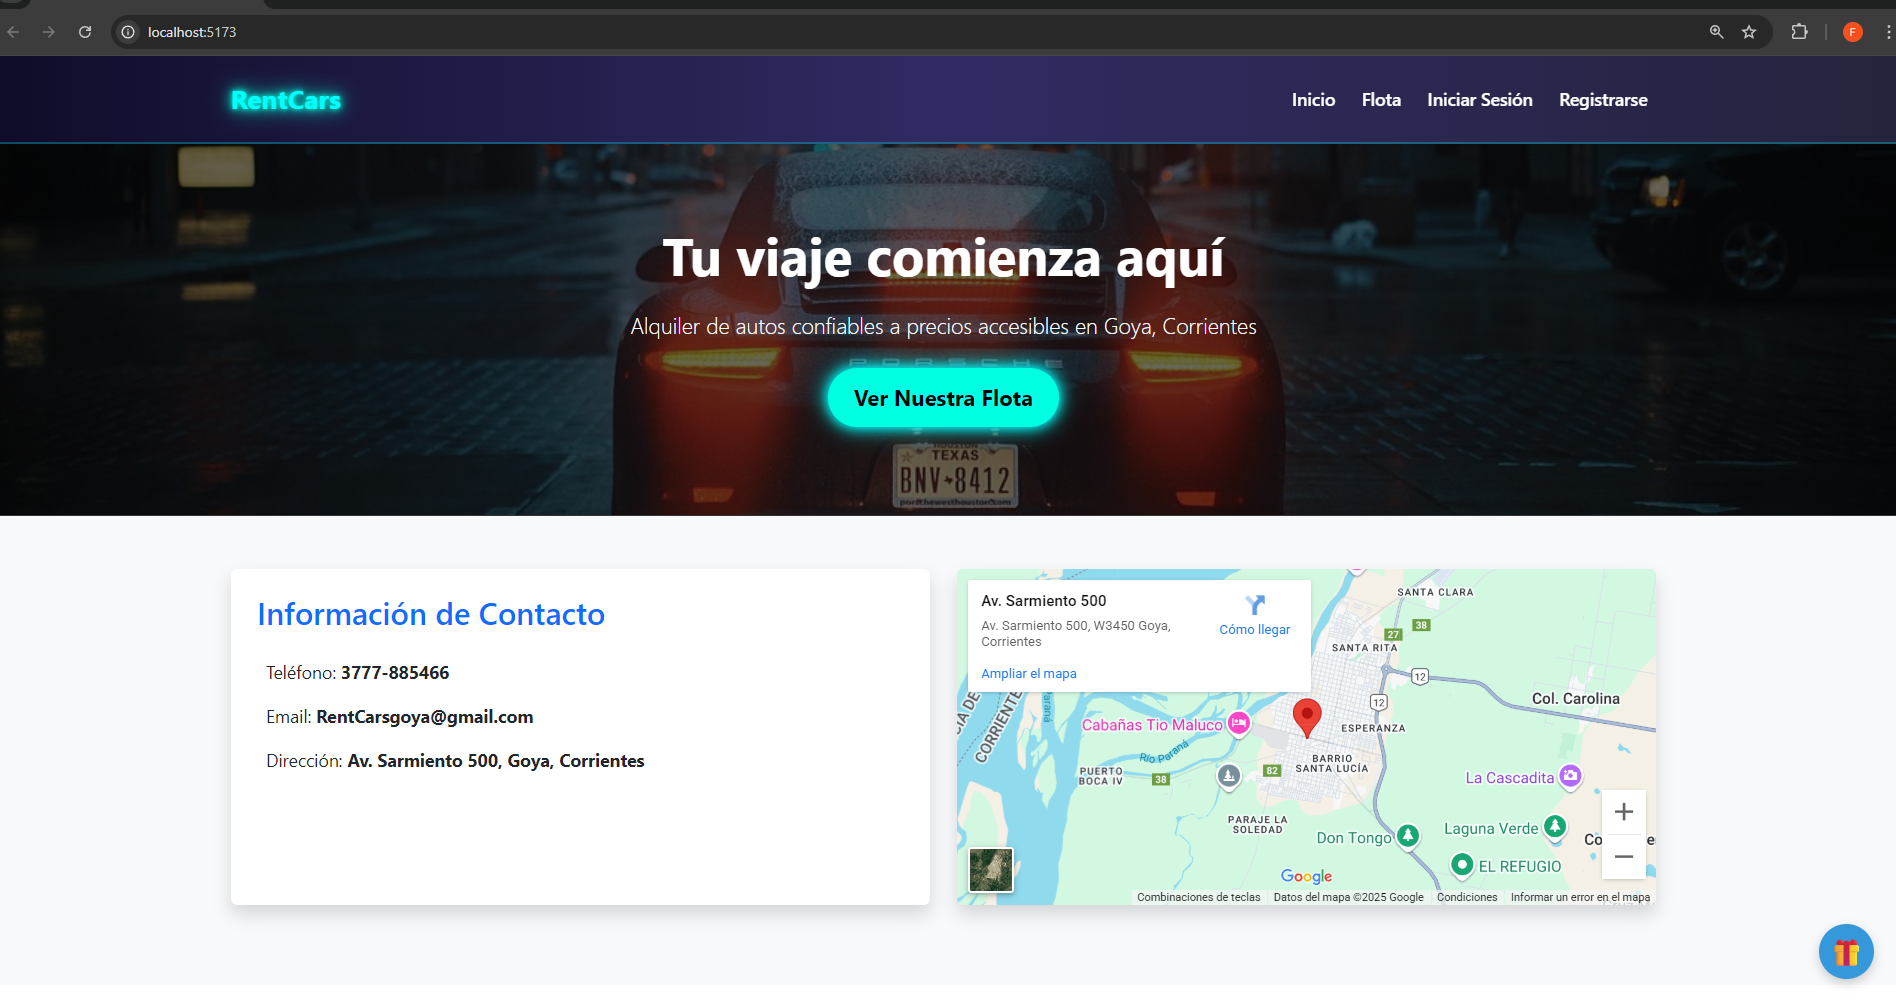 localhost:5173
F
RentCars
Inicio
Flota
Iniciar Sesión
Registrarse
Tu viaje comienza aquí
Alquiler de autos confiables a precios accesibles en Goya, Corrientes
PORSCHE
Ver Nuestra Flota
HOUSTON
TEXAS
BNV 8412
Información de Contacto
Teléfono: 3777-885466
Email: RentCarsgoya@gmail.com
Dirección: Av. Sarmiento 500, Goya, Corrientes
Av. Sarmiento 500
Av. Sarmiento 500, W3450 Goya,
Corrientes
Cómo llegar
Ampliar el mapa
SANTA CLARA
38
27
SANTA RITA
12
12
Col. Carolina
CORRIENTES
Paraná
Cabañas Tio Maluco
ESPERANZA
Río Paraná
BARRIO
SANTA LUCÍA
PUERTO
BOCA IV
38
82
La Cascadita
PARAJE LA
SOLEDAD
Don Tongo
Laguna Verde
EL REFUGIO
Google
Combinaciones de teclas
Datos del mapa ©2025 Google
Condiciones
Informar un error en el mapa